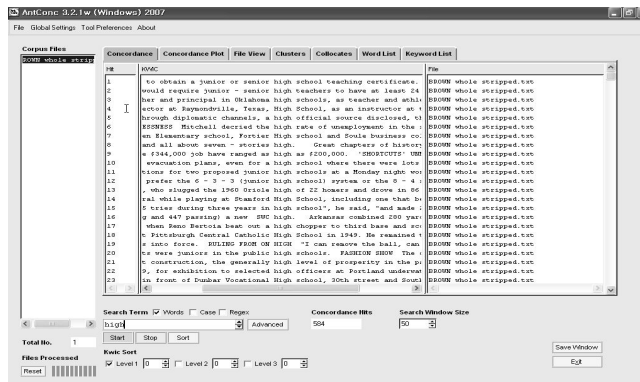 AntConc 3.2.1w (Windows) 2007
File Global Settings Tool Preferences About
Corpus Files
BROWN whole strip
Concordance Concordance Plot File View Clusters Collocates Word List Keyword List
Hit KWIC File
1 to obtain a junior or senior high school teaching certificate. BROWN whole stripped.txt
2 would require junior - senior high teachers to have at least 24 BROWN whole stripped.txt
3 her and principal in Oklahoma high schools, as teacher and athl BROWN whole stripped.txt
4 ector at Raymondville, Texas, High School, as an instructor at BROWN whole stripped.txt
5 hrough diplomatic channels, a high official source disclosed, t BROWN whole stripped.txt
6 ESSNESS Mitchell decried the high rate of unemployment in the BROWN whole stripped.txt
7 en Elementary school, Fortier High School and Soule business co BROWN whole stripped.txt
8 and all about seven - stories high. Great chapters of history BROWN whole stripped.txt
9 e $344,000 job have ranged as high as $200,000. 'SHORTCUTS' UN BROWN whole stripped.txt
10 evacuation plans, even for a high school where there were lots BROWN whole stripped.txt
11 tions for two proposed junior high schools at a Monday night wo BROWN whole stripped.txt
12 prefer the 6 - 3 - 3 (junior high school) system or the 8 - 4 BROWN whole stripped.txt
13 , who slugged the 1960 Oriole high of 22 homers and drove in 86 BROWN whole stripped.txt
14 ral while playing at Stamford High School, including one that b BROWN whole stripped.txt
15 5 tries during three years in high school", he said, "and made BROWN whole stripped.txt
16 g and 447 passing) a new SWC high. Arkansas combined 280 yar BROWN whole stripped.txt
17 when Reno Bertoia beat out a high chopper to third base and sc BROWN whole stripped.txt
18 t Pittsburgh Central Catholic High School in 1949. He remained BROWN whole stripped.txt
19 s into force. RULING FROM ON HIGH "I can remove the ball, can BROWN whole stripped.txt
20 ts were juniors in the public high schools. FASHION SHOW The BROWN whole stripped.txt
21 t construction, the generally high level of prosperity in the p BROWN whole stripped.txt
22 9, for exhibition to selected high officers at Portland underwat BROWN whole stripped.txt
23 in front of Dunbar Vocational High School, 30th street and Sout BROWN whole stripped.txt
Search Term Words Case Regex Concordance Hits Search Window Size
high Advanced 584 50
Start Stop Sort
Total No. 1
Kwic Sort
Save Window
Files Processed
Level 1 0 Level 2 0 Level 3 0
Reset Exit